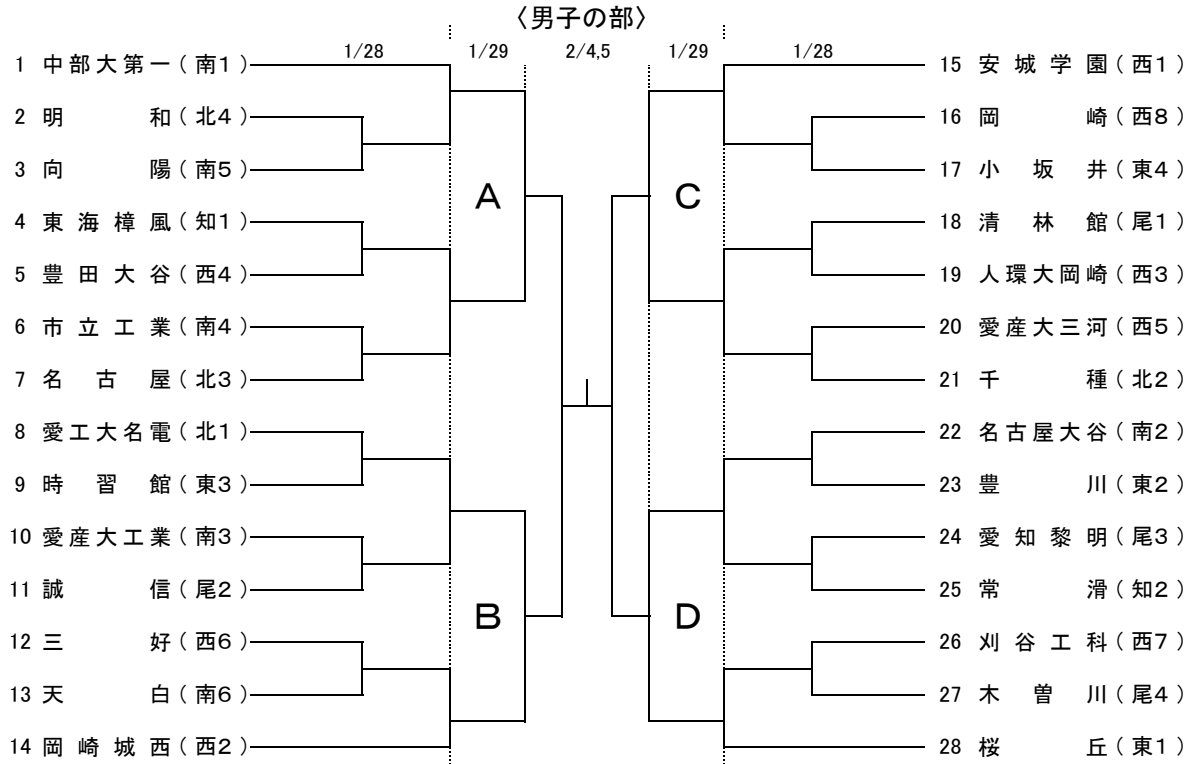 〈男子の部〉
1/28 1/29 2/4,5 1/29 1/28
1 中部大第一(南1)
2 明和(北4)
3 向陽(南5)
4 東海樟風(知1)
5 豊田大谷(西4)
6 市立工業(南4)
7 名古屋(北3)
8 愛工大名電(北1)
9 時習館(東3)
10 愛産大工業(南3)
11 誠信(尾2)
12 三好(西6)
13 天白(南6)
14 岡崎城西(西2)
A
B
C
D
15 安城学園(西1)
16 岡崎(西8)
17 小坂井(東4)
18 清林館(尾1)
19 人環大岡崎(西3)
20 愛産大三河(西5)
21 千種(北2)
22 名古屋大谷(南2)
23 豊川(東2)
24 愛知黎明(尾3)
25 常滑(知2)
26 刈谷工科(西7)
27 木曽川(尾4)
28 桜丘(東1)